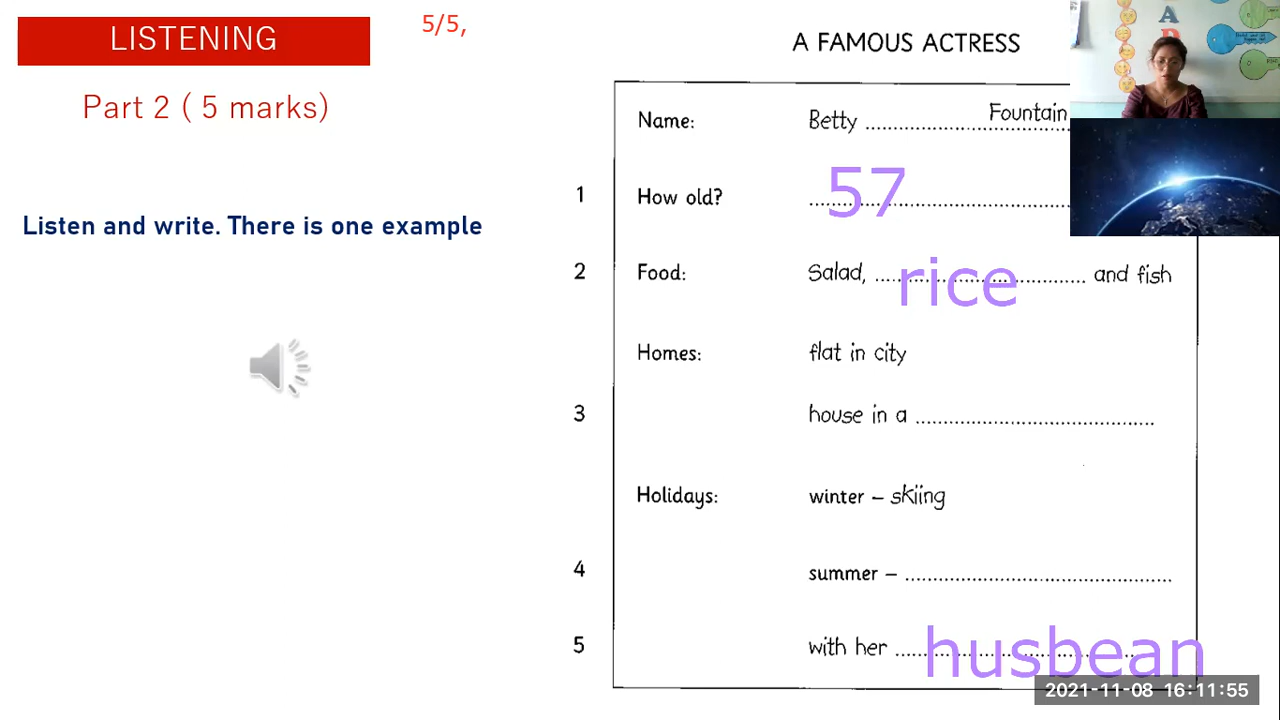 LISTENING
5/5,
Part 2 ( 5 marks)
Listen and write. There is one example
A FAMOUS ACTRESS
Name: Betty Fountain
1 How old? 57
2 Food: Salad, rice and fish
Homes: flat in city
3 house in a
Holidays: winter – skiing
4 summer –
5 with her husbean
2021-11-08 16:11:55